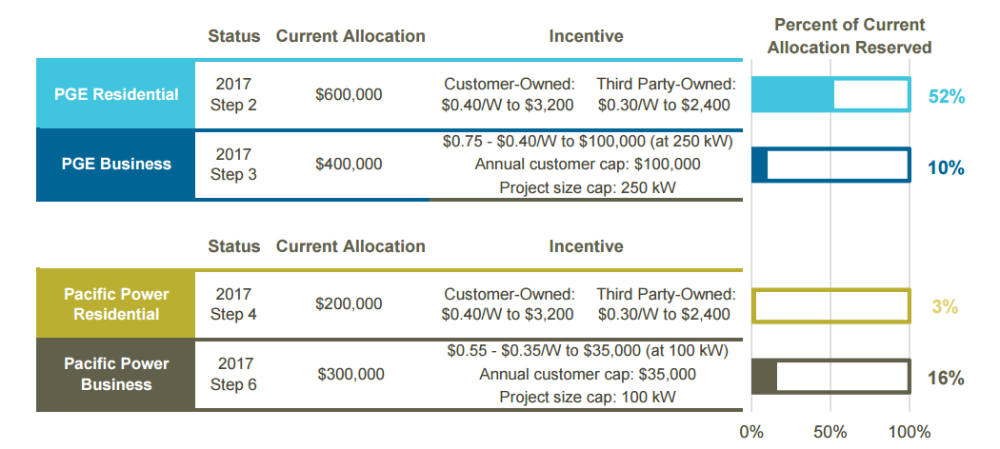 Percent of Current
Allocation Reserved
Status Current Allocation Incentive
PGE Residential
2017
Step 2
$600,000
Customer-Owned: Third Party-Owned:
$0.40/W to $3,200 $0.30/W to $2,400
52%
PGE Business
2017
Step 3
$400,000
$0.75 - $0.40/W to $100,000 (at 250 kW)
Annual customer cap: $100,000
Project size cap: 250 kW
10%
Status Current Allocation Incentive
Pacific Power
Residential
2017
Step 4
$200,000
Customer-Owned: Third Party-Owned:
$0.40/W to $3,200 $0.30/W to $2,400
3%
Pacific Power
Business
2017
Step 6
$300,000
$0.55 - $0.35/W to $35,000 (at 100 kW)
Annual customer cap: $35,000
Project size cap: 100 kW
16%
0% 50% 100%